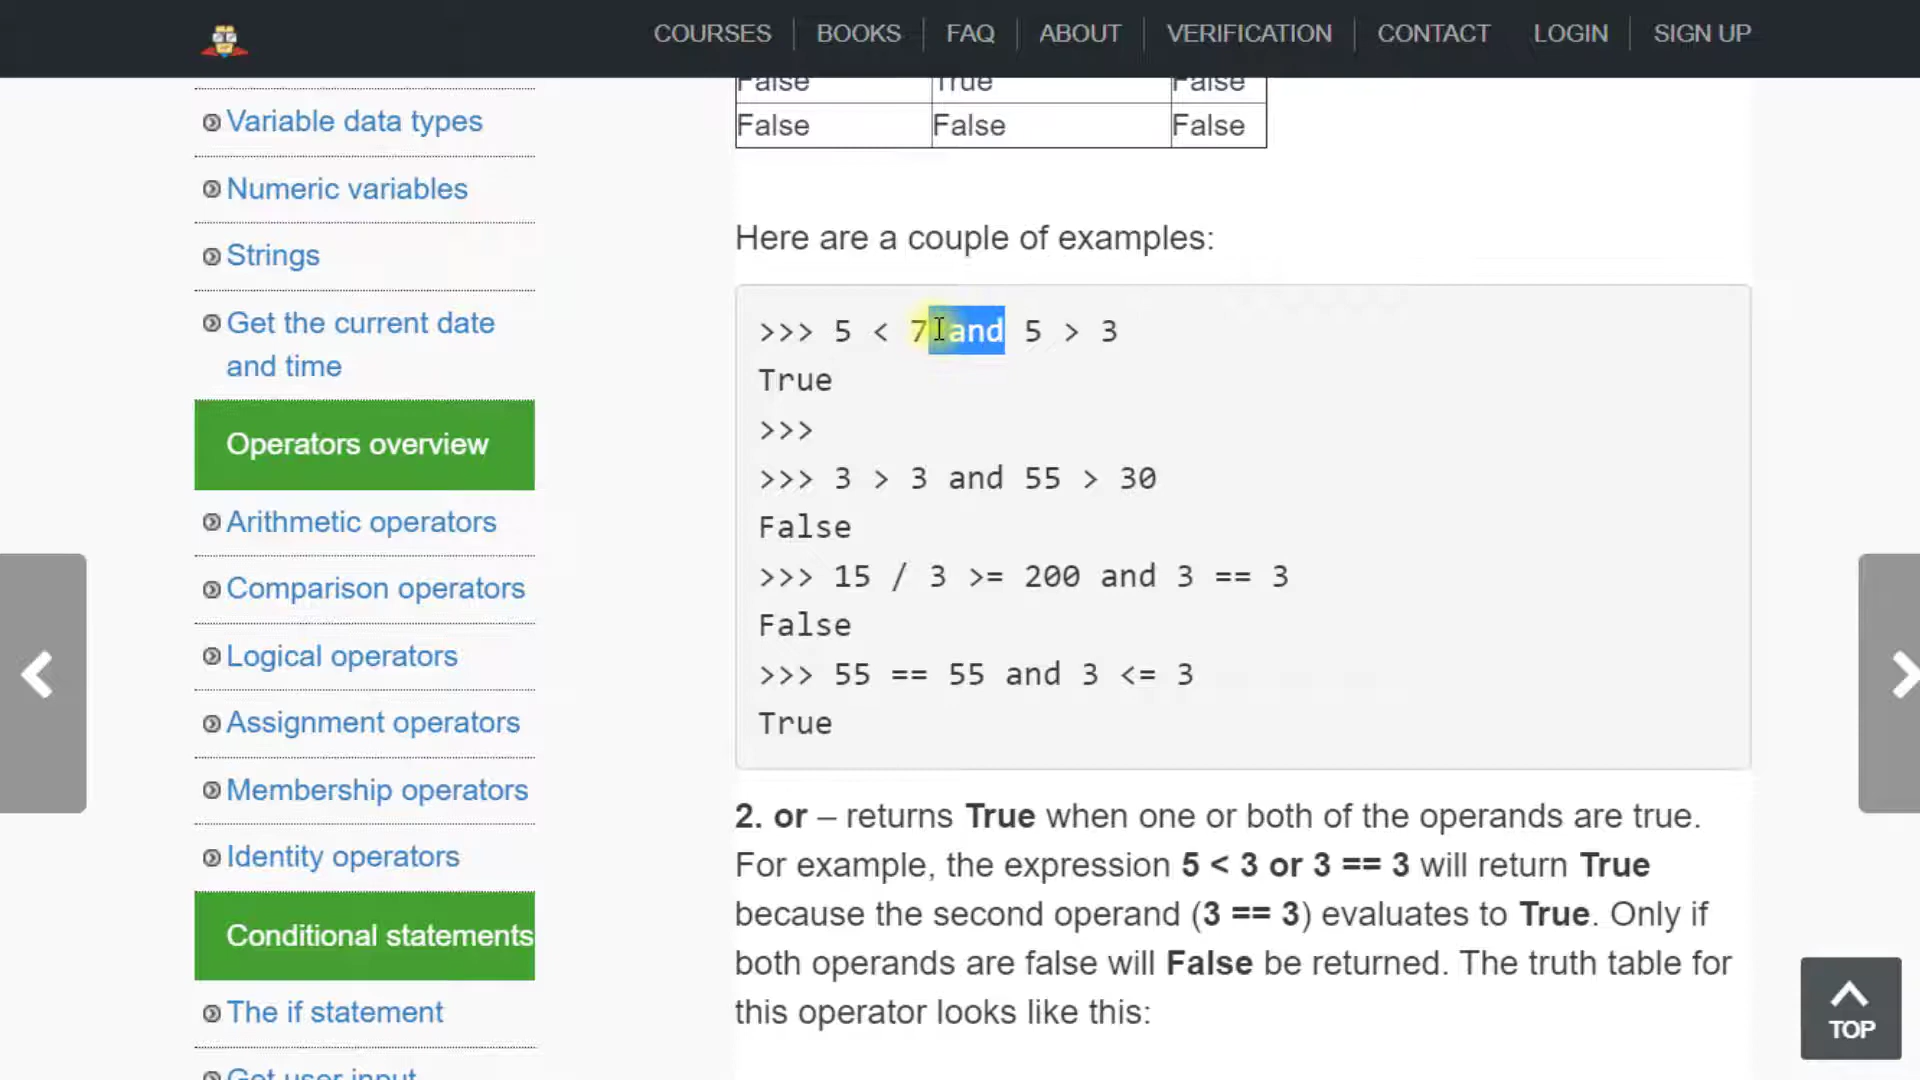 COURSES BOOKS FAQ ABOUT VERIFICATION CONTACT LOGIN SIGN UP
Variable data types
Numeric variables
Strings
Get the current date
and time
Operators overview
Arithmetic operators
Comparison operators
Logical operators
Assignment operators
Membership operators
Identity operators
Conditional statements
The if statement
Get user input
False True False
False False False
Here are a couple of examples:
>>> 5 < 7 and 5 > 3
True
>>>
>>> 3 > 3 and 55 > 30
False
>>> 15 / 3 >= 200 and 3 == 3
False
>>> 55 == 55 and 3 <= 3
True
2. or – returns True when one or both of the operands are true.
For example, the expression 5 < 3 or 3 == 3 will return True
because the second operand (3 == 3) evaluates to True. Only if
both operands are false will False be returned. The truth table for
this operator looks like this:
TOP